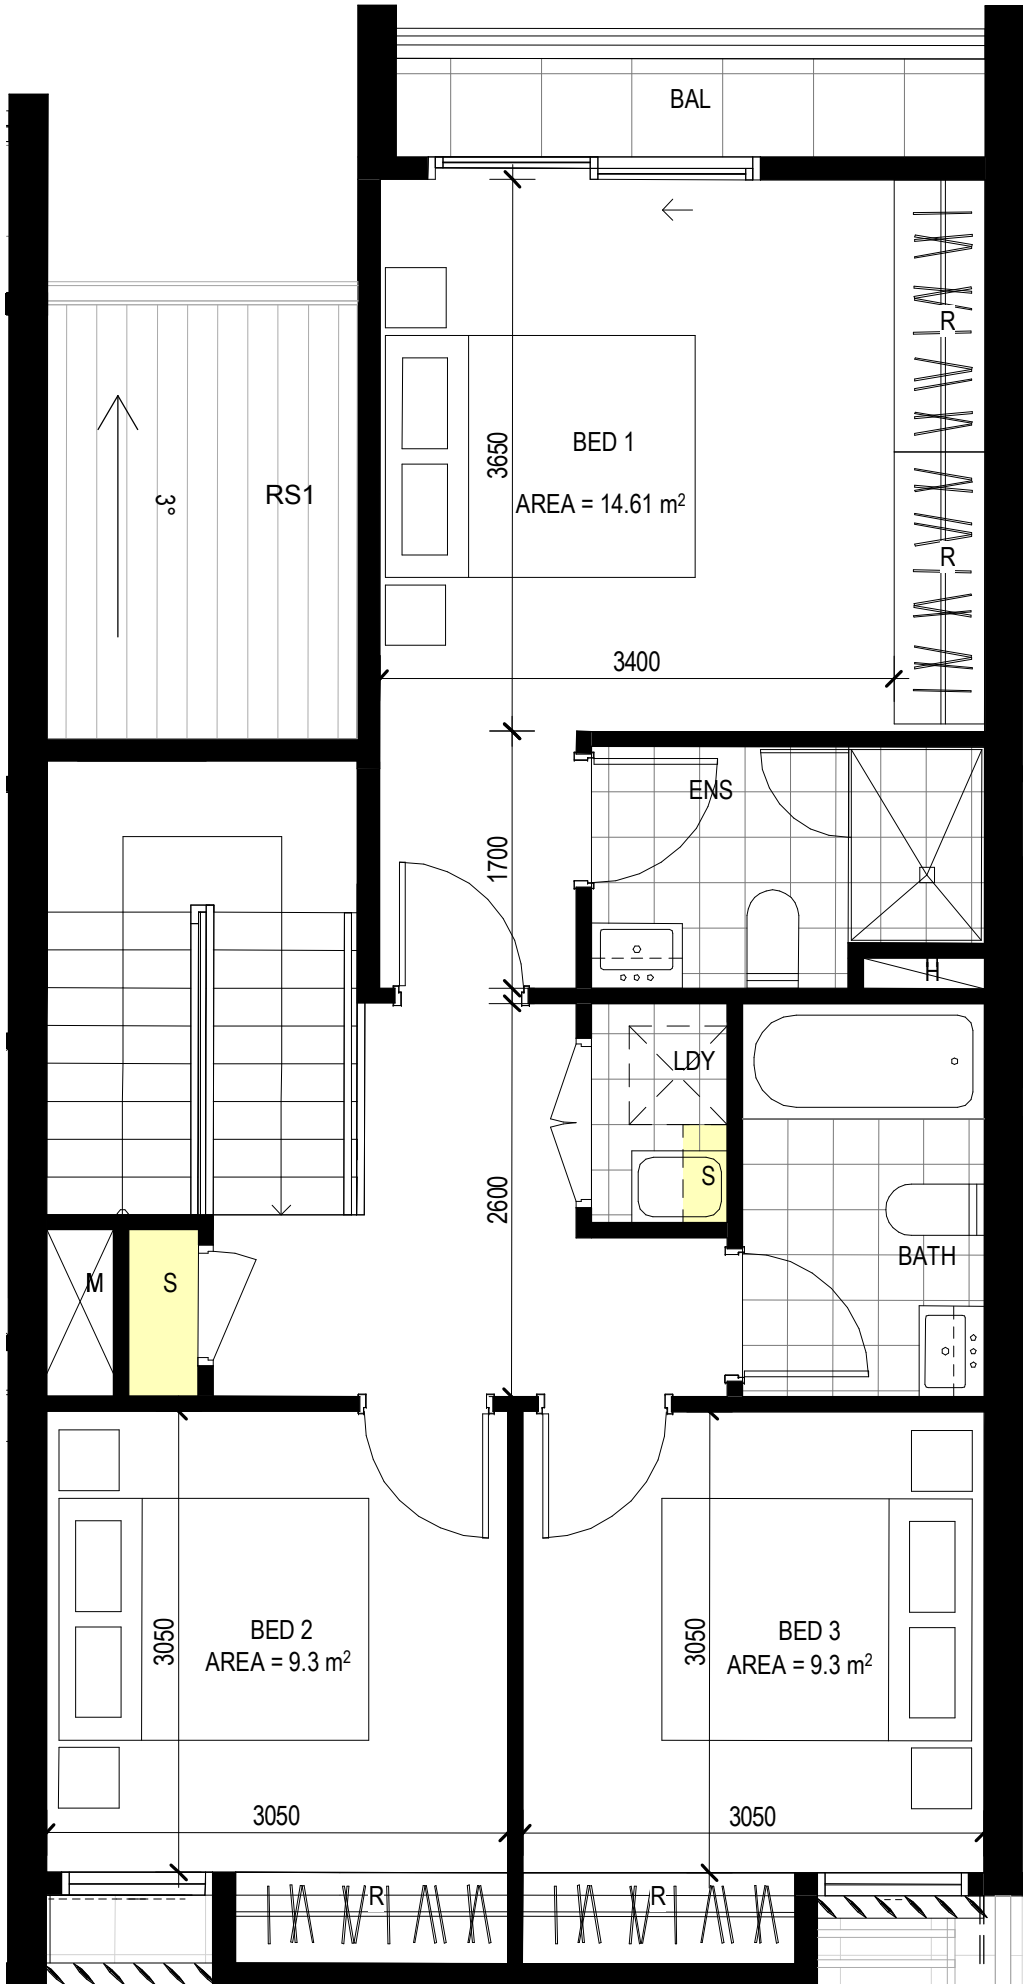 BAL
R
3650
BED 1
AREA = 14.61 m²
3°
RS1
R
3400
ENS
1700
H
LDY
S
2600
BATH
M
S
3050
BED 2
AREA = 9.3 m²
3050
BED 3
AREA = 9.3 m²
3050
3050
R
R